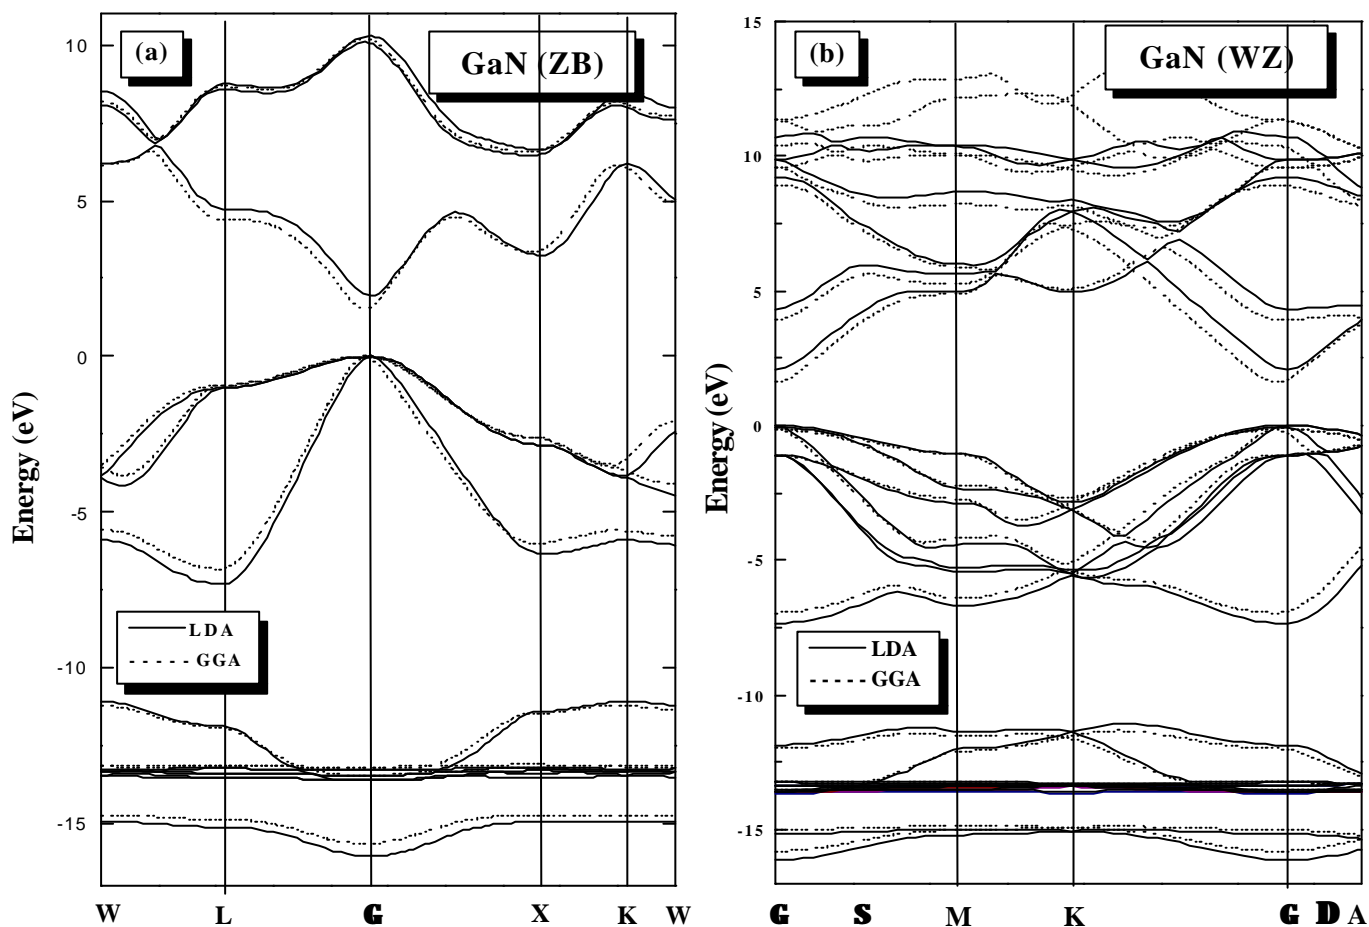 (a)
GaN (ZB)
10
5
0
-5
-10
-15
Energy (eV)
LDA
GGA
W L G X K W
(b)
GaN (WZ)
15
10
5
0
-5
-10
-15
Energy (eV)
LDA
GGA
G S M K G D A